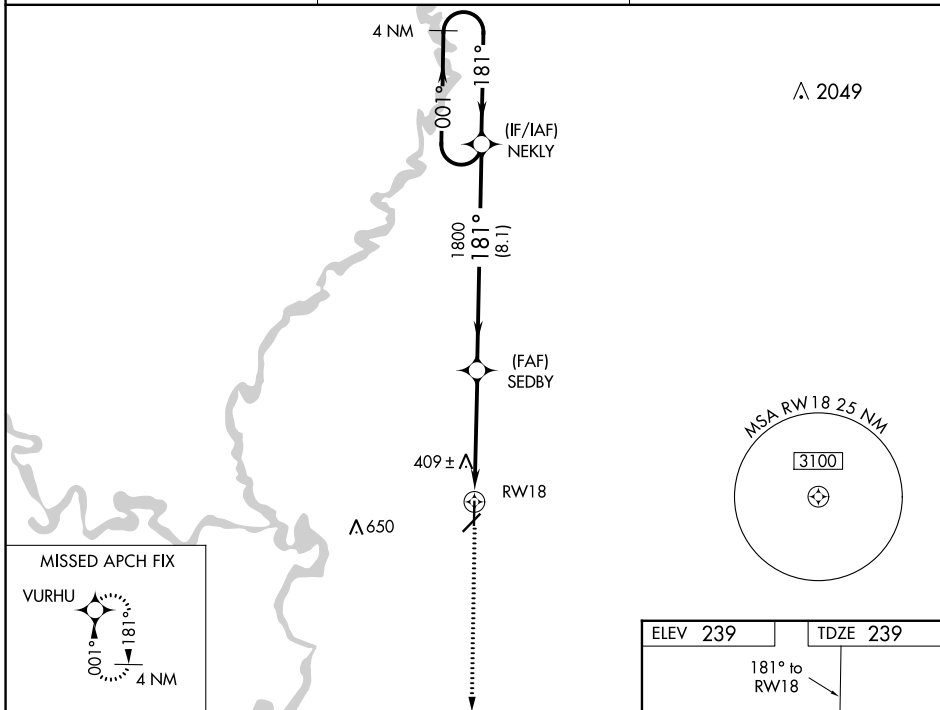 4 NM
181°
001°
2049
(IF/IAF)
NEKLY
1800
181°
(8.1)
(FAF)
SEDBY
MSA RW18 25 NM
3100
409 ±
RW18
650
MISSED APCH FIX
VURHU
181°
001°
4 NM
ELEV 239
TDZE 239
181° to
RW18